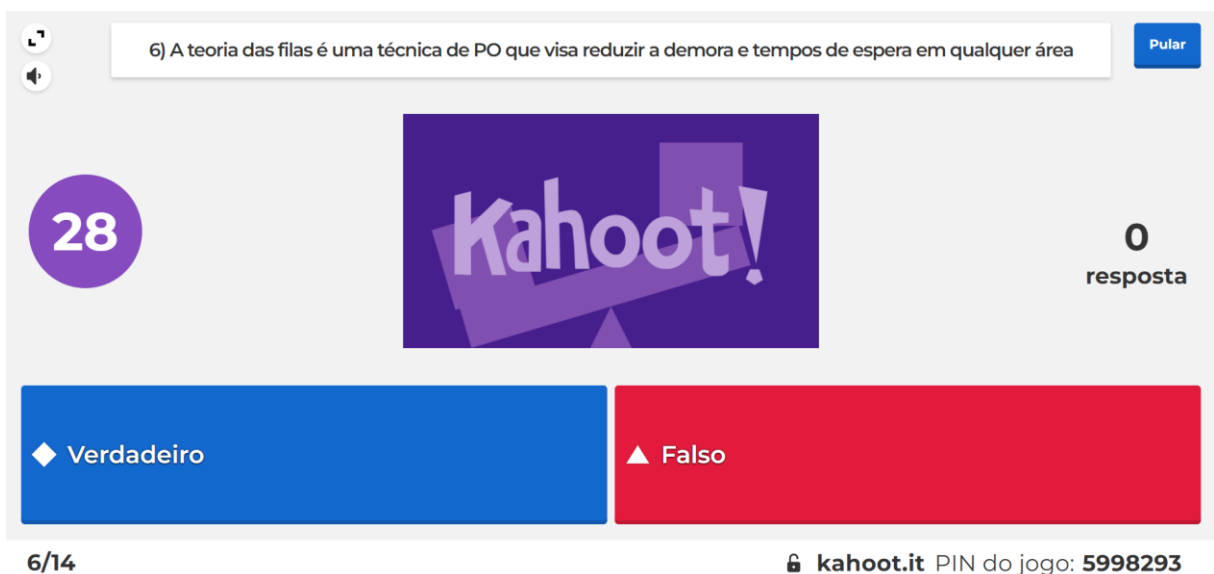 6) A teoria das filas é uma técnica de PO que visa reduzir a demora e tempos de espera em qualquer área
Pular
Kahoot!
28
0
resposta
Verdadeiro
Falso
6/14
kahoot.it PIN do jogo: 5998293